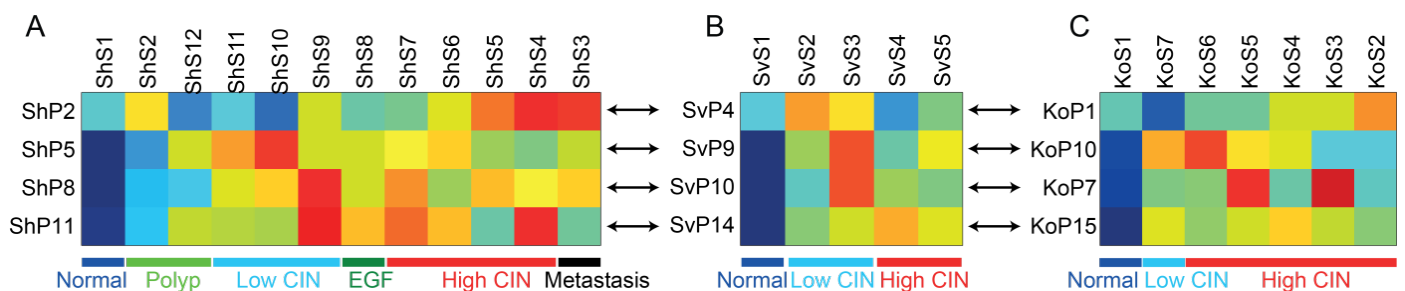 A
ShS1 ShS2 ShS12 ShS11 ShS10 ShS9 ShS8 ShS7 ShS6 ShS5 ShS4 ShS3
ShP2
ShP5
ShP8
ShP11
Normal Polyp Low CIN EGF High CIN Metastasis
B
SvS1 SvS2 SvS3 SvS4 SvS5
SvP4
SvP9
SvP10
SvP14
Normal Low CIN High CIN
C
KoS1 KoS7 KoS6 KoS5 KoS4 KoS3 KoS2
KoP1
KoP10
KoP7
KoP15
Normal Low CIN High CIN